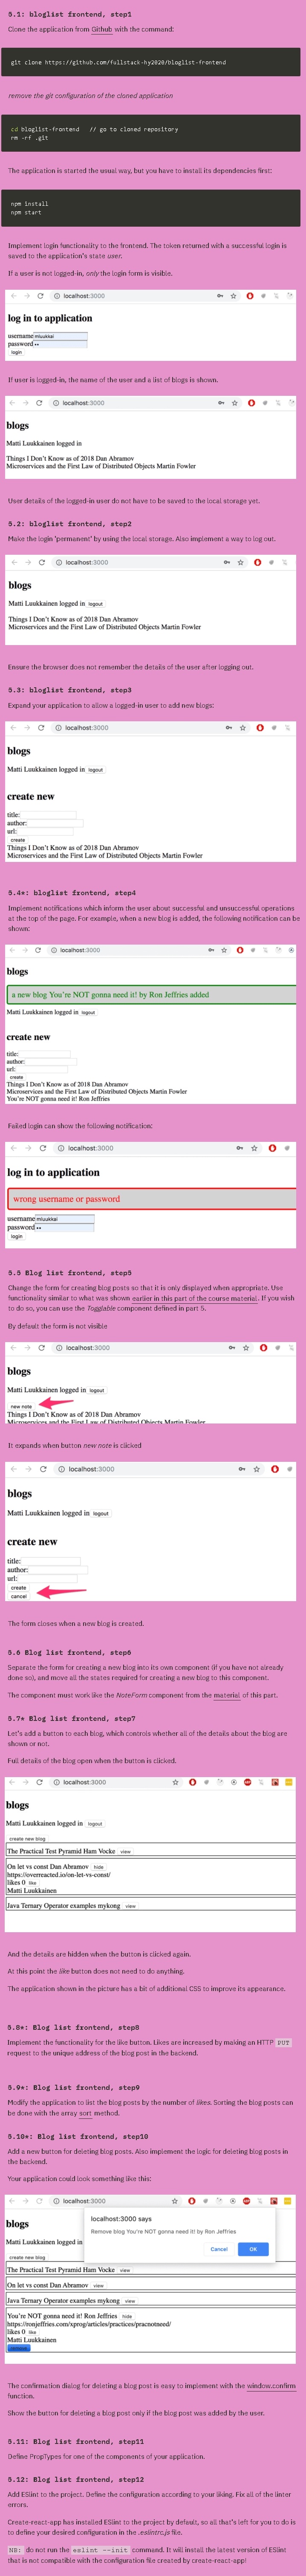 5.1: bloglist frontend, step1
Clone the application from Github with the command:
git clone https://github.com/fullstack-hy2020/bloglist-frontend
remove the git configuration of the cloned application
cd bloglist-frontend   // go to cloned repository
rm -rf .git
The application is started the usual way, but you have to install its dependencies first:
npm install
npm start
Implement login functionality to the frontend. The token returned with a successful login is
saved to the application's state user.
If a user is not logged-in, only the login form is visible.
localhost:3000
log in to application
username mluukkai
password ••
login
If user is logged-in, the name of the user and a list of blogs is shown.
localhost:3000
blogs
Matti Luukkainen logged in
Things I Don't Know as of 2018 Dan Abramov
Microservices and the First Law of Distributed Objects Martin Fowler
User details of the logged-in user do not have to be saved to the local storage yet.
5.2: bloglist frontend, step2
Make the login 'permanent' by using the local storage. Also implement a way to log out.
localhost:3000
blogs
Matti Luukkainen logged in logout
Things I Don't Know as of 2018 Dan Abramov
Microservices and the First Law of Distributed Objects Martin Fowler
Ensure the browser does not remember the details of the user after logging out.
5.3: bloglist frontend, step3
Expand your application to allow a logged-in user to add new blogs:
localhost:3000
blogs
Matti Luukkainen logged in logout
create new
title:
author:
url:
create
Things I Don't Know as of 2018 Dan Abramov
Microservices and the First Law of Distributed Objects Martin Fowler
5.4*: bloglist frontend, step4
Implement notifications which inform the user about successful and unsuccessful operations
at the top of the page. For example, when a new blog is added, the following notification can be
shown:
localhost:3000
blogs
a new blog You're NOT gonna need it! by Ron Jeffries added
Matti Luukkainen logged in logout
create new
title:
author:
url:
create
Things I Don't Know as of 2018 Dan Abramov
Microservices and the First Law of Distributed Objects Martin Fowler
You're NOT gonna need it! Ron Jeffries
Failed login can show the following notification:
localhost:3000
log in to application
wrong username or password
username mluukkai
password ••
login
5.5 Blog list frontend, step5
Change the form for creating blog posts so that it is only displayed when appropriate. Use
functionality similar to what was shown earlier in this part of the course material. If you wish
to do so, you can use the Togglable component defined in part 5.
By default the form is not visible
localhost:3000
blogs
Matti Luukkainen logged in logout
new note
Things I Don't Know as of 2018 Dan Abramov
Microservices and the First Law of Distributed Objects Martin Fowler
It expands when button new note is clicked
localhost:3000
blogs
Matti Luukkainen logged in logout
create new
title:
author:
url:
create
cancel
The form closes when a new blog is created.
5.6 Blog list frontend, step6
Separate the form for creating a new blog into its own component (if you have not already
done so), and move all the states required for creating a new blog to this component.
The component must work like the NoteForm component from the material of this part.
5.7* Blog list frontend, step7
Let's add a button to each blog, which controls whether all of the details about the blog are
shown or not.
Full details of the blog open when the button is clicked.
localhost:3000
blogs
Matti Luukkainen logged in logout
create new blog
The Practical Test Pyramid Ham Vocke view
On let vs const Dan Abramov hide
https://overreacted.io/on-let-vs-const/
likes 0 like
Matti Luukkainen
Java Ternary Operator examples mykong view
And the details are hidden when the button is clicked again.
At this point the like button does not need to do anything.
The application shown in the picture has a bit of additional CSS to improve its appearance.
5.8*: Blog list frontend, step8
Implement the functionality for the like button. Likes are increased by making an HTTP PUT
request to the unique address of the blog post in the backend.
5.9*: Blog list frontend, step9
Modify the application to list the blog posts by the number of likes. Sorting the blog posts can
be done with the array sort method.
5.10*: Blog list frontend, step10
Add a new button for deleting blog posts. Also implement the logic for deleting blog posts in
the backend.
Your application could look something like this:
localhost:3000
blogs
localhost:3000 says
Remove blog You're NOT gonna need it! by Ron Jeffries
Cancel
OK
Matti Luukkainen logged in
create new blog
The Practical Test Pyramid Ham Vocke view
On let vs const Dan Abramov view
Java Ternary Operator examples mykong view
You're NOT gonna need it! Ron Jeffries hide
https://ronjeffries.com/xprog/articles/practices/pracnotneed/
likes 0 like
Matti Luukkainen
The confirmation dialog for deleting a blog post is easy to implement with the window.confirm
function.
Show the button for deleting a blog post only if the blog post was added by the user.
5.11: Blog list frontend, step11
Define PropTypes for one of the components of your application.
5.12: Blog list frontend, step12
Add ESlint to the project. Define the configuration according to your liking. Fix all of the linter
errors.
Create-react-app has installed ESlint to the project by default, so all that's left for you to do is
to define your desired configuration in the .eslintrc.js file.
NB: do not run the eslint --init command. It will install the latest version of ESlint
that is not compatible with the configuration file created by create-react-app!